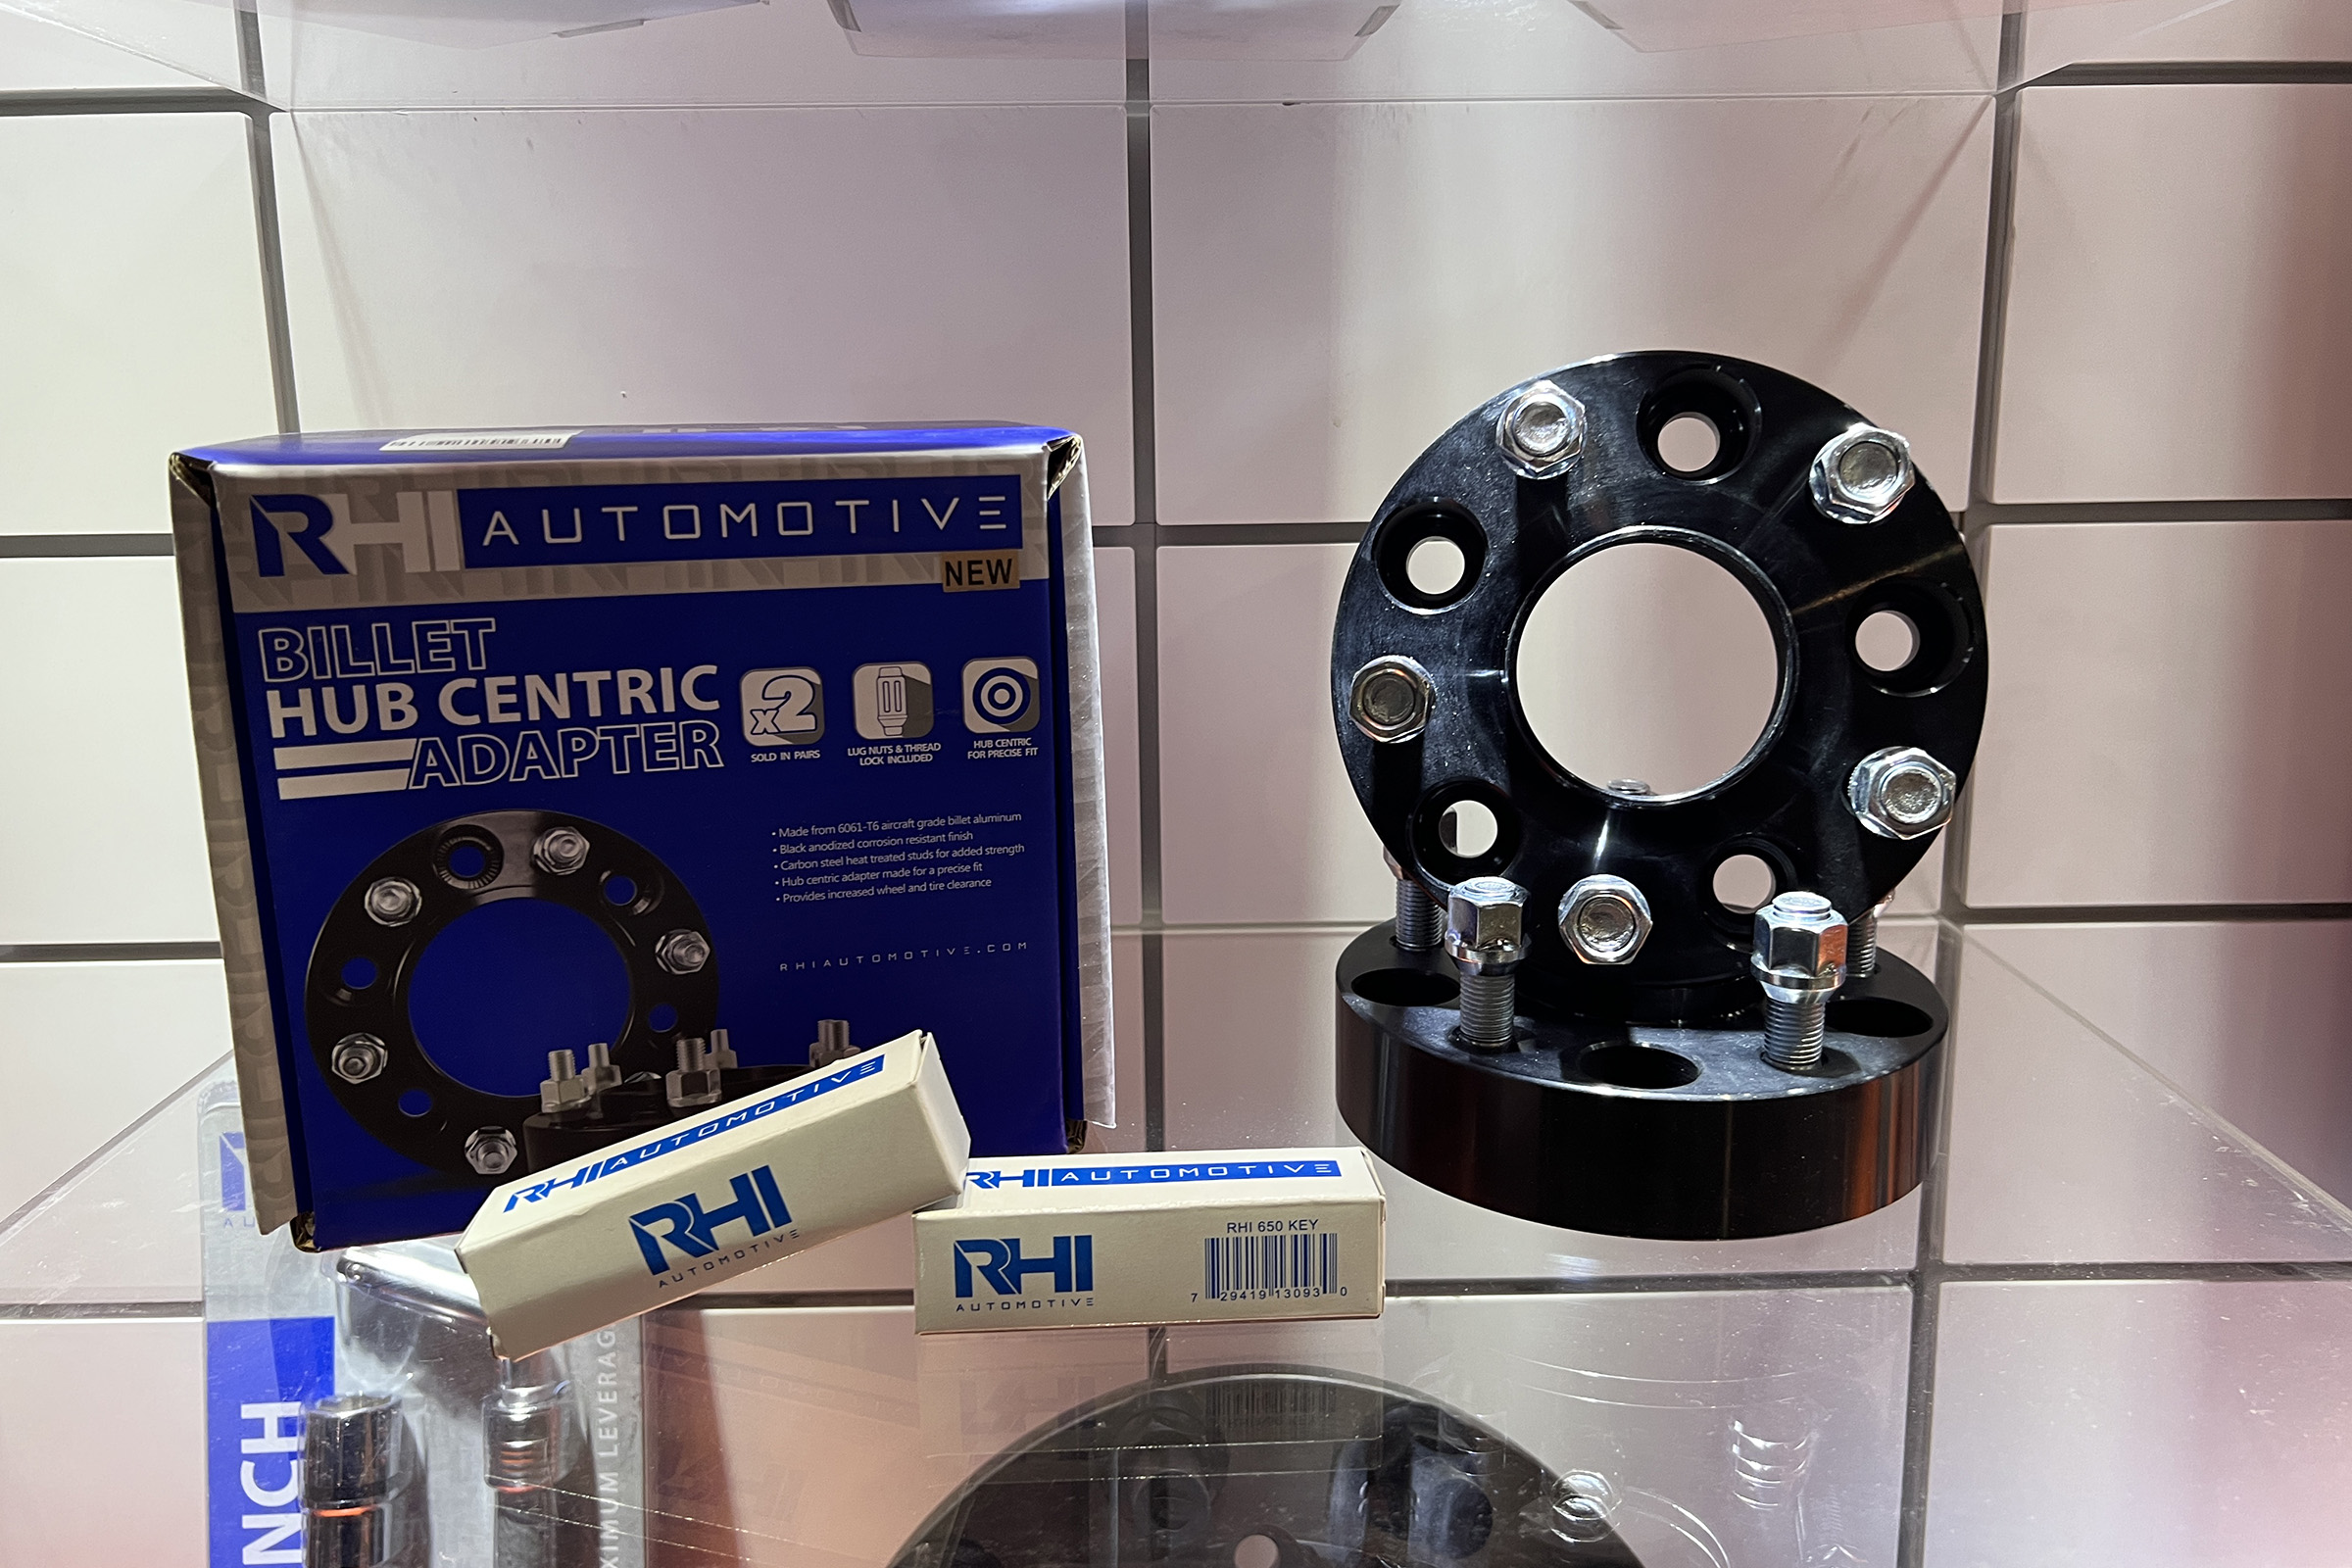 RHI AUTOMOTIVE
NEW
BILLET
HUB CENTRIC
ADAPTER
x2
SOLD IN PAIRS
LUG NUTS & THREAD
LOCK INCLUDED
HUB CENTRIC
FOR PRECISE FIT
• Made from 6061-T6 aircraft grade billet aluminum
• Black anodized corrosion resistant finish
• Carbon steel heat treated studs for added strength
• Hub centric adapter made for a precise fit
• Provides increased wheel and tire clearance
RHIAUTOMOTIVE.COM
RHI AUTOMOTIVE
RHI
AUTOMOTIVE
RHI AUTOMOTIVE
RHI
AUTOMOTIVE
RHI 650 KEY
7 29419 13093 0